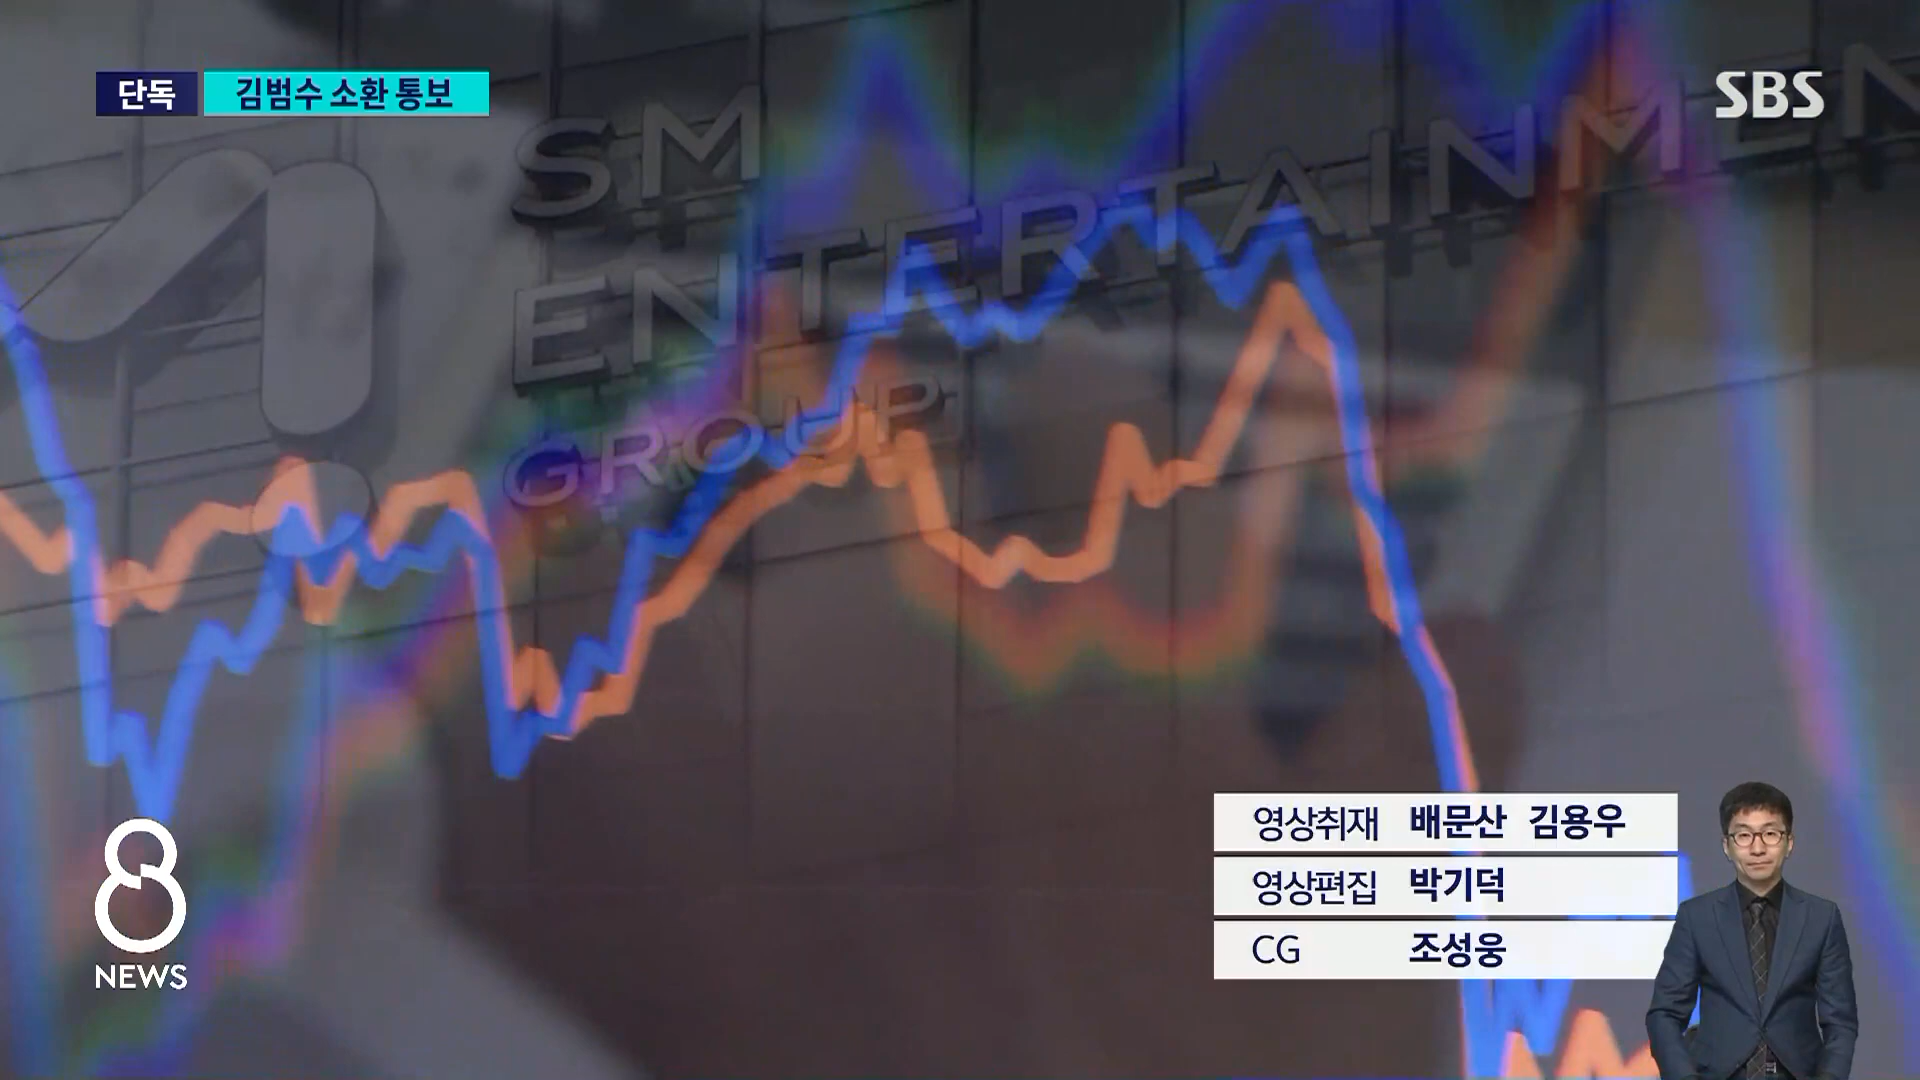 단독 김범수 소환 통보
SBS
SM
ENTERTAINMEN
GROUP
영상취재 배문산 김용우
영상편집 박기덕
CG 조성웅
8
NEWS